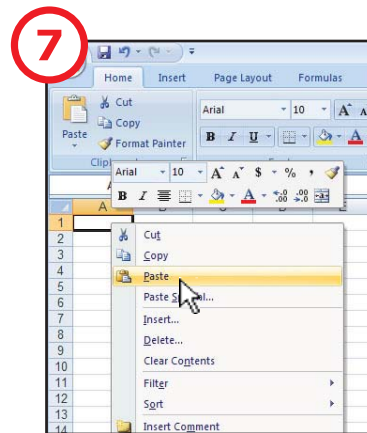 7
Home Insert Page Layout Formulas
Cut
Copy
Paste
Format Painter
Arial 10 A A
B I U A
Arial 10 A A $ % ,
B I A .00 .00
A
1
2
3
4
5
6
7
8
9
10
11
12
13
14
Cut
Copy
Paste
Paste
Insert...
Delete...
Clear Contents
Filter
Sort
Insert Comment